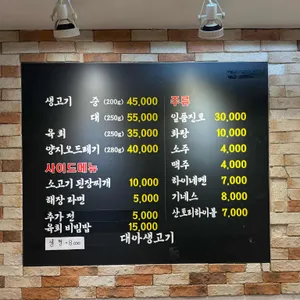 생고기 중 (200g) 45,000
대 (250g) 55,000
육회 (250g) 35,000
양지오드레기 (280g) 40,000
사이드메뉴
소고기 된장찌개 10,000
해장 라면 5,000
추가 전 5,000
육회 비빔밥 15,000
주류
일품진로 30,000
화랑 10,000
소주 4,000
맥주 4,000
하이네켄 7,000
기네스 8,000
산토리하이볼 7,000
대아생고기